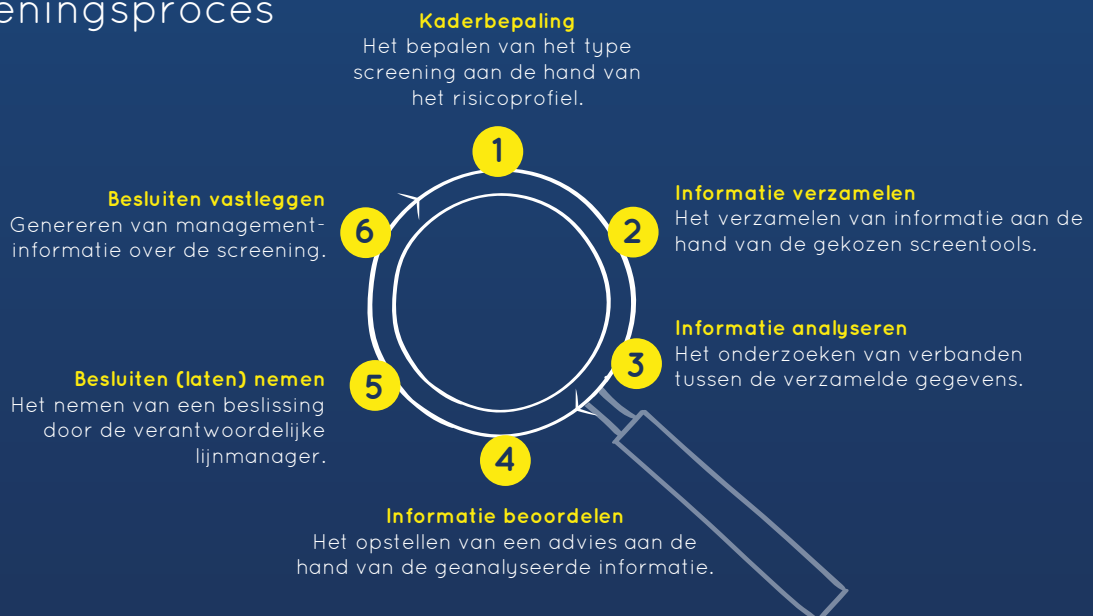 eningsproces
1
Kaderbepaling
Het bepalen van het type
screening aan de hand van
het risicoprofiel.
2
Informatie verzamelen
Het verzamelen van informatie aan de
hand van de gekozen screentools.
3
Informatie analyseren
Het onderzoeken van verbanden
tussen de verzamelde gegevens.
4
Informatie beoordelen
Het opstellen van een advies aan de
hand van de geanalyseerde informatie.
5
Besluiten (laten) nemen
Het nemen van een beslissing
door de verantwoordelijke
lijnmanager.
6
Besluiten vastleggen
Genereren van management-
informatie over de screening.